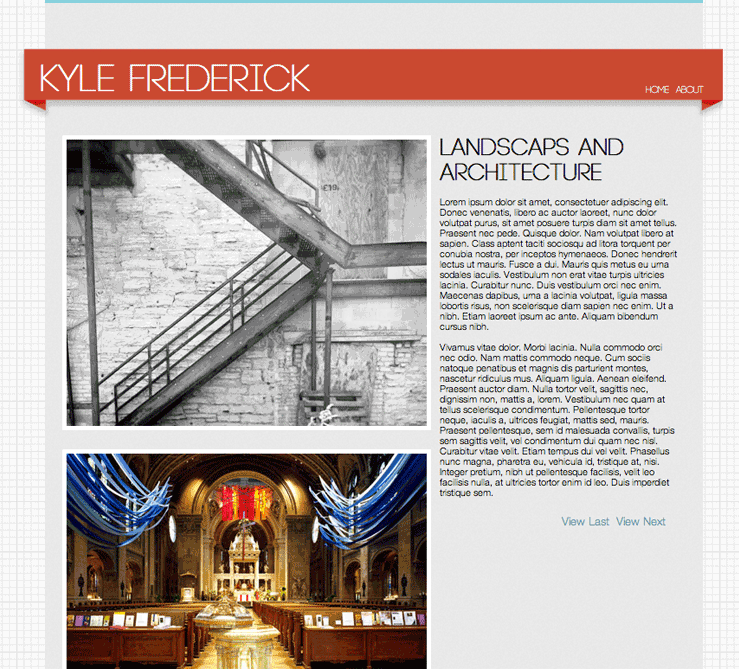 KYLE FREDERICK
HOME ABOUT
LANDSCAPS AND
ARCHITECTURE
Lorem ipsum dolor sit amet, consectetuer adipiscing elit.
Donec venenatis, libero ac auctor laoreet, nunc dolor
volutpat purus, sit amet posuere turpis diam sit amet tellus.
Praesent nec pede. Quisque dolor. Nam volutpat libero at
sapien. Class aptent taciti sociosqu ad litora torquent per
conubia nostra, per inceptos hymenaeos. Donec hendrerit
lectus ut mauris. Fusce a dui. Mauris quis metus eu urna
sodales iaculis. Vestibulum non erat vitae turpis ultricies
lacinia. Curabitur nunc. Duis vestibulum orci nec enim.
Maecenas dapibus, urna a lacinia volutpat, ligula massa
lobortis risus, non scelerisque diam sapien nec enim. Ut a
nibh. Etiam laoreet ipsum ac ante. Aliquam bibendum
cursus nibh.
Vivamus vitae dolor. Morbi lacinia. Nulla commodo orci
nec odio. Nam mattis commodo neque. Cum sociis
natoque penatibus et magnis dis parturient montes,
nascetur ridiculus mus. Aliquam ligula. Aenean eleifend.
Praesent auctor diam. Nulla tortor velit, sagittis nec,
dignissim non, mattis a, lorem. Vestibulum nec quam at
tellus scelerisque condimentum. Pellentesque tortor
neque, iaculis a, ultrices feugiat, mattis sed, mauris.
Praesent pellentesque, sem id malesuada convallis, turpis
sem sagittis velit, vel condimentum dui quam nec nisi.
Curabitur vitae velit. Etiam tempus dui vel velit. Phasellus
nunc magna, pharetra eu, vehicula id, tristique at, nisi.
Integer pretium, nibh ut pellentesque facilisis, velit leo
facilisis nulla, at ultricies tortor enim id leo. Duis imperdiet
tristique sem.
View Last View Next